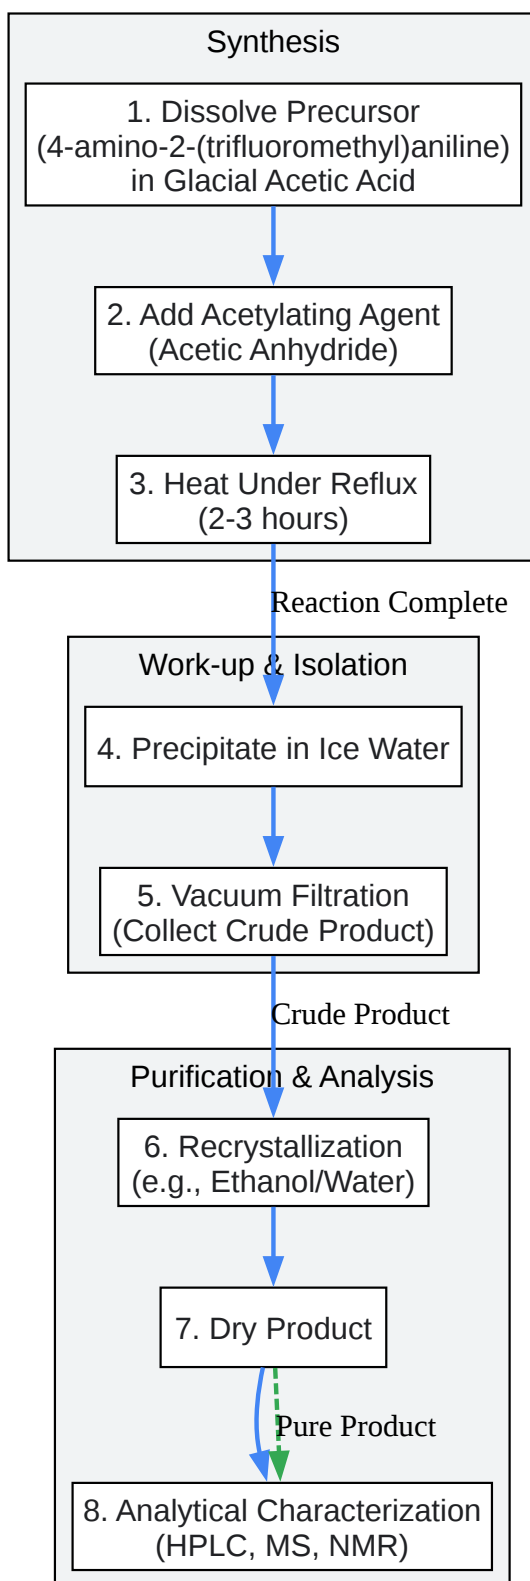 Synthesis
1. Dissolve Precursor
(4-amino-2-(trifluoromethyl)aniline)
in Glacial Acetic Acid
2. Add Acetylating Agent
(Acetic Anhydride)
3. Heat Under Reflux
(2-3 hours)
Reaction Complete
Work-up & Isolation
4. Precipitate in Ice Water
5. Vacuum Filtration
(Collect Crude Product)
Crude Product
Purification & Analysis
6. Recrystallization
(e.g., Ethanol/Water)
7. Dry Product
Pure Product
8. Analytical Characterization
(HPLC, MS, NMR)